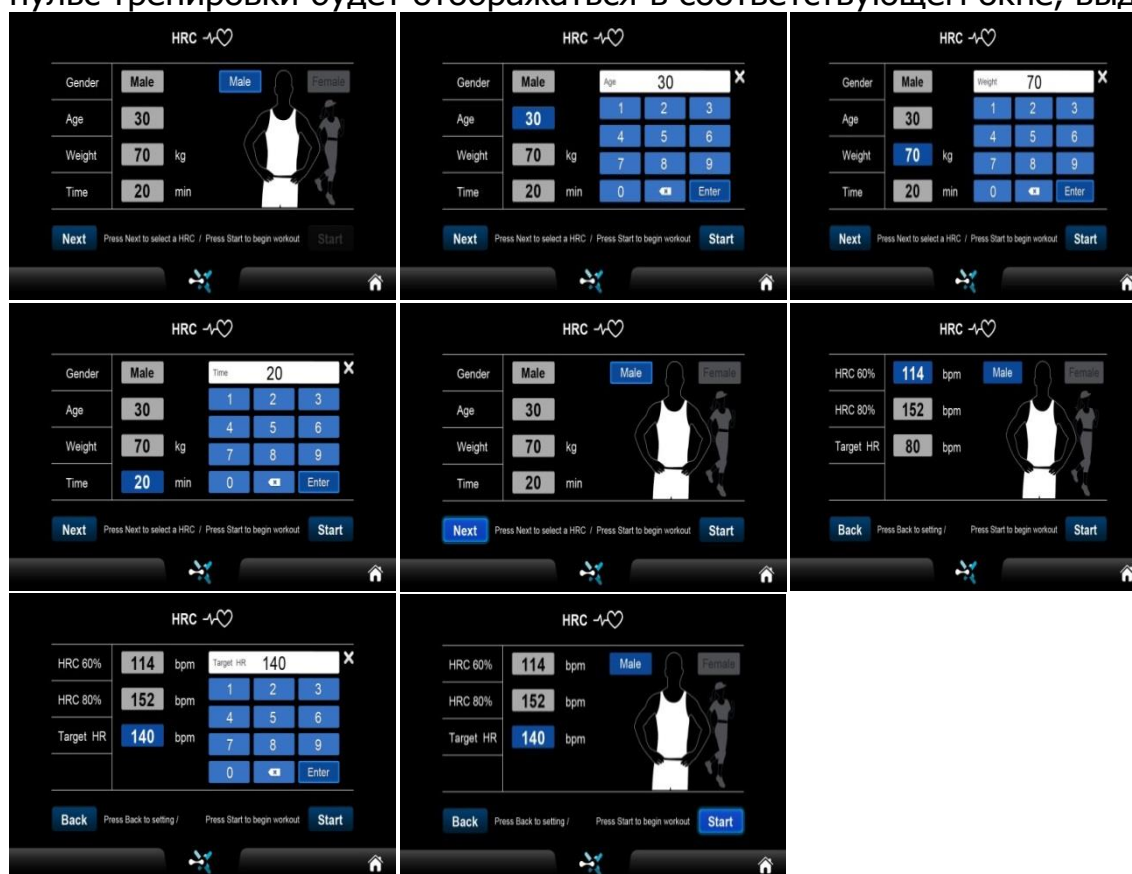 пульсе тренировки будет отображаться в соответствующем окне, выд
HRC
Gender Male Male Female
Age 30
Weight 70 kg
Time 20 min
Next Press Next to select a HRC / Press Start to begin workout Start
HRC
Gender Male Age 30 X
Age 30 1 2 3
4 5 6
Weight 70 kg 7 8 9
Time 20 min 0 Enter
Next Press Next to select a HRC / Press Start to begin workout Start
HRC
Gender Male Weight 70 X
Age 30 1 2 3
4 5 6
Weight 70 kg 7 8 9
Time 20 min 0 Enter
Next Press Next to select a HRC / Press Start to begin workout Start
HRC
Gender Male Time 20 X
Age 30 1 2 3
4 5 6
Weight 70 kg 7 8 9
Time 20 min 0 Enter
Next Press Next to select a HRC / Press Start to begin workout Start
HRC
Gender Male Male Female
Age 30
Weight 70 kg
Time 20 min
Next Press Next to select a HRC / Press Start to begin workout Start
HRC
HRC 60% 114 bpm Male Female
HRC 80% 152 bpm
Target HR 80 bpm
Back Press Back to setting / Press Start to begin workout Start
HRC
HRC 60% 114 bpm Target HR 140 X
HRC 80% 152 bpm 1 2 3
4 5 6
Target HR 140 bpm 7 8 9
0 Enter
Back Press Back to setting / Press Start to begin workout Start
HRC
HRC 60% 114 bpm Male Female
HRC 80% 152 bpm
Target HR 140 bpm
Back Press Back to setting / Press Start to begin workout Start